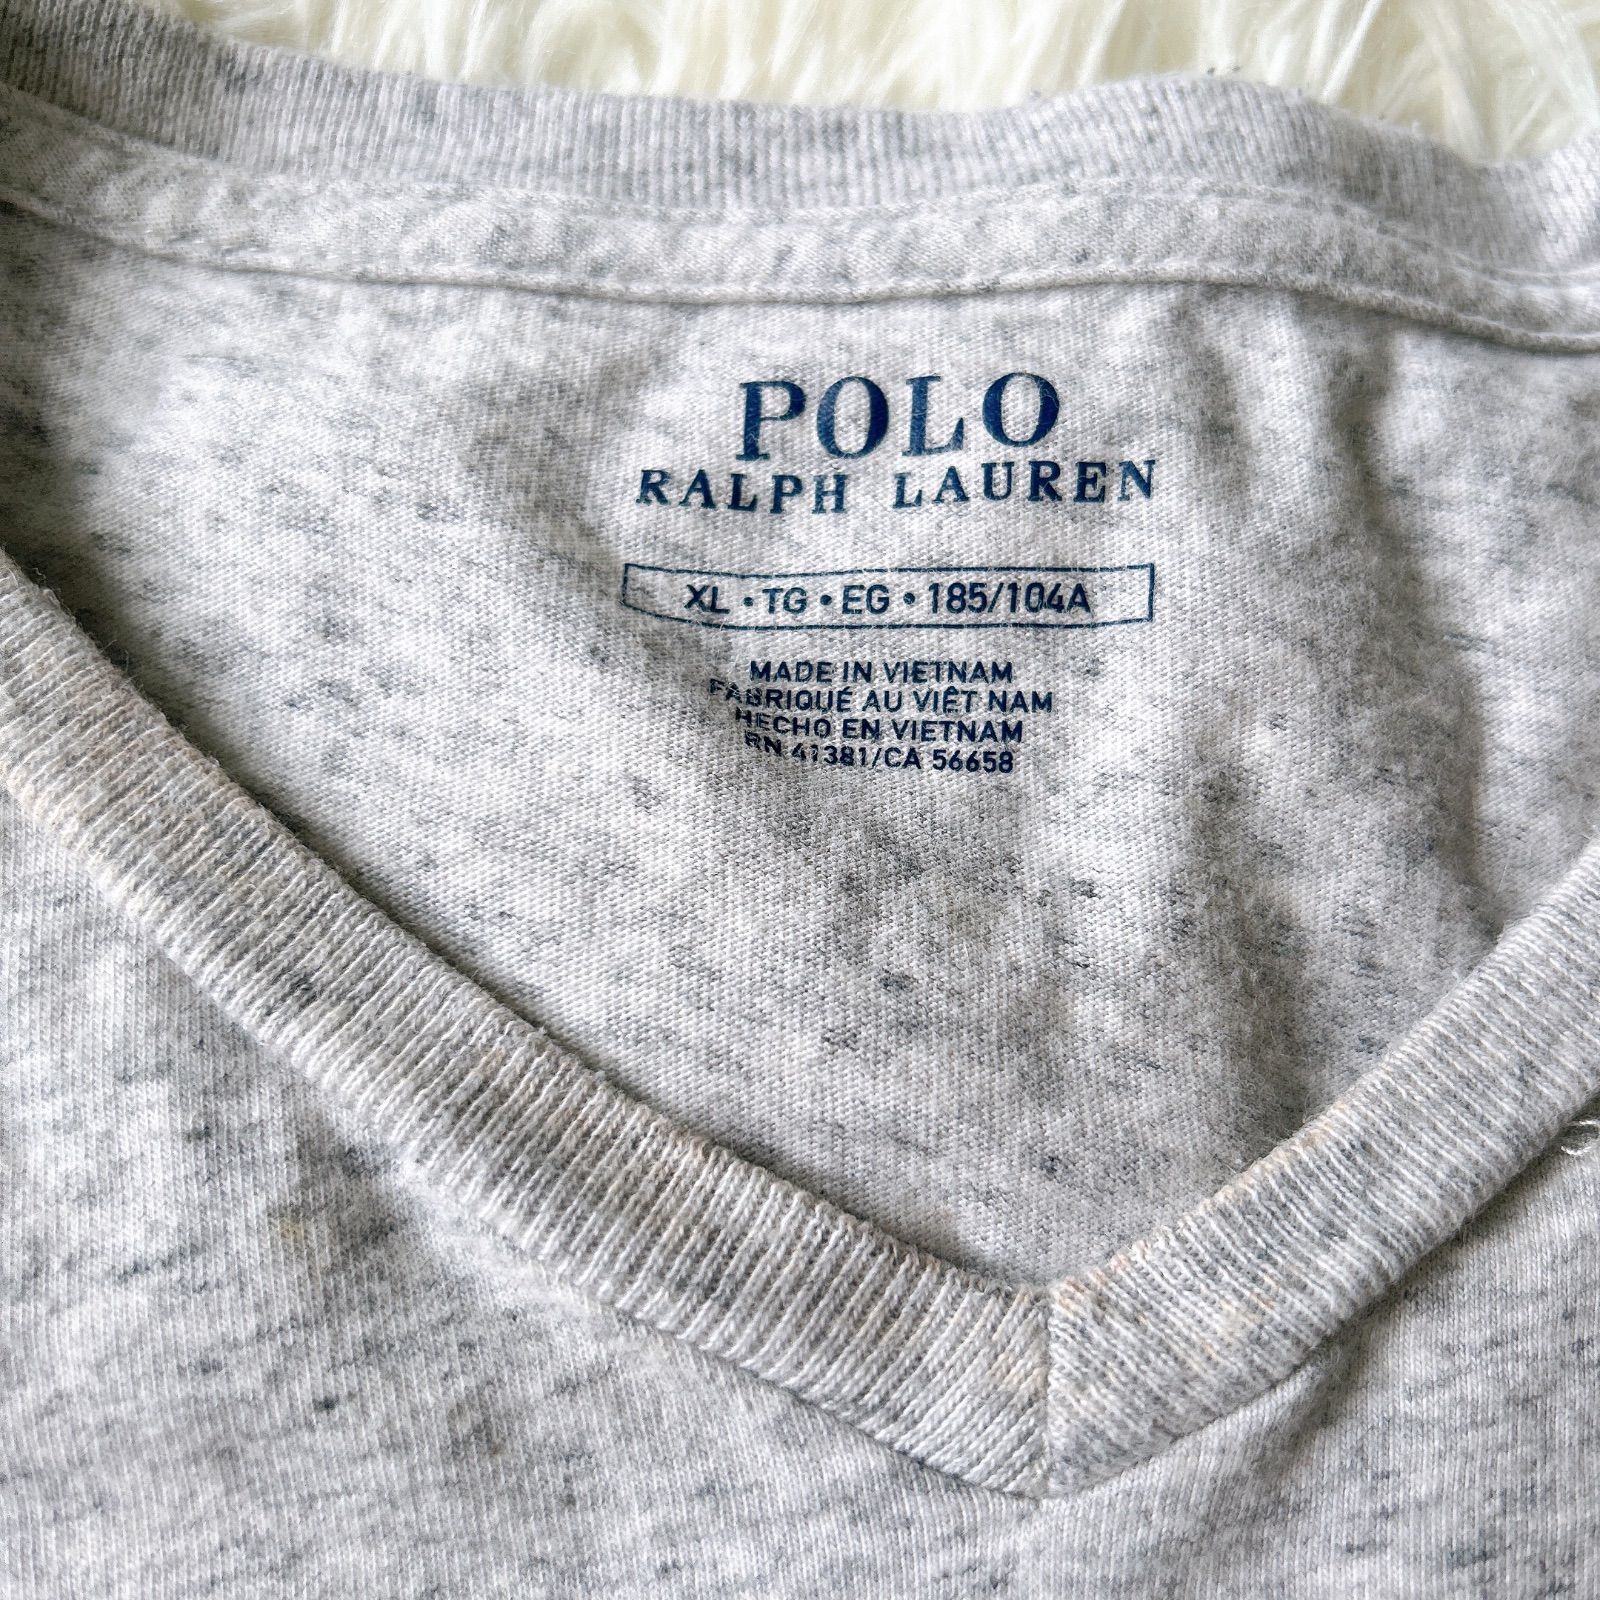 POLO
RALPH LAUREN
XL • TG • EG • 185/104A
MADE IN VIETNAM
FABRIQUÉ AU VIÊT NAM
HECHO EN VIETNAM
RN 41381/CA 56658